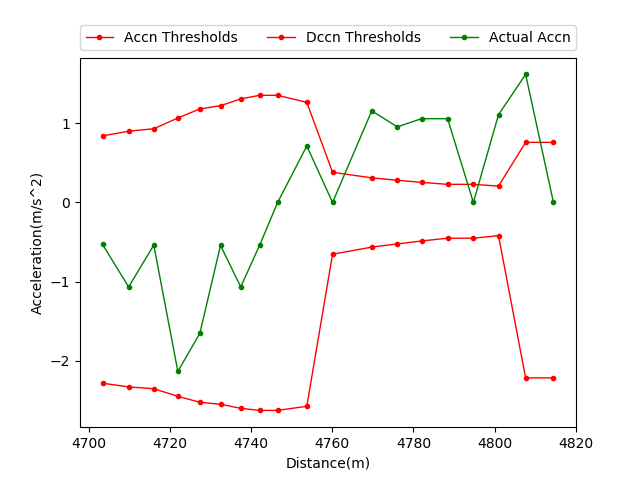 Accn Thresholds Dccn Thresholds Actual Accn
1
0
−1
−2
Acceleration(m/s^2)
4700 4720 4740 4760 4780 4800 4820
Distance(m)